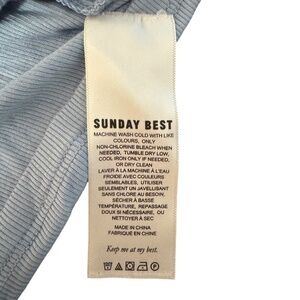 SUNDAY BEST
MACHINE WASH COLD WITH LIKE
COLOURS, ONLY
NON-CHLORINE BLEACH WHEN
NEEDED, TUMBLE DRY LOW,
COOL IRON ONLY IF NEEDED,
OR DRY CLEAN
LAVER À LA MACHINE À L'EAU
FROIDE AVEC COULEURS
SEMBLABLES, UTILISER
SEULEMENT UN JAVELLISANT
SANS CHLORE AU BESOIN,
SÉCHER À BASSE
TEMPÉRATURE, REPASSAGE
DOUX SI NÉCESSAIRE, OU
NETTOYER À SEC
MADE IN CHINA
FABRIQUÉ EN CHINE
Keep me at my best.